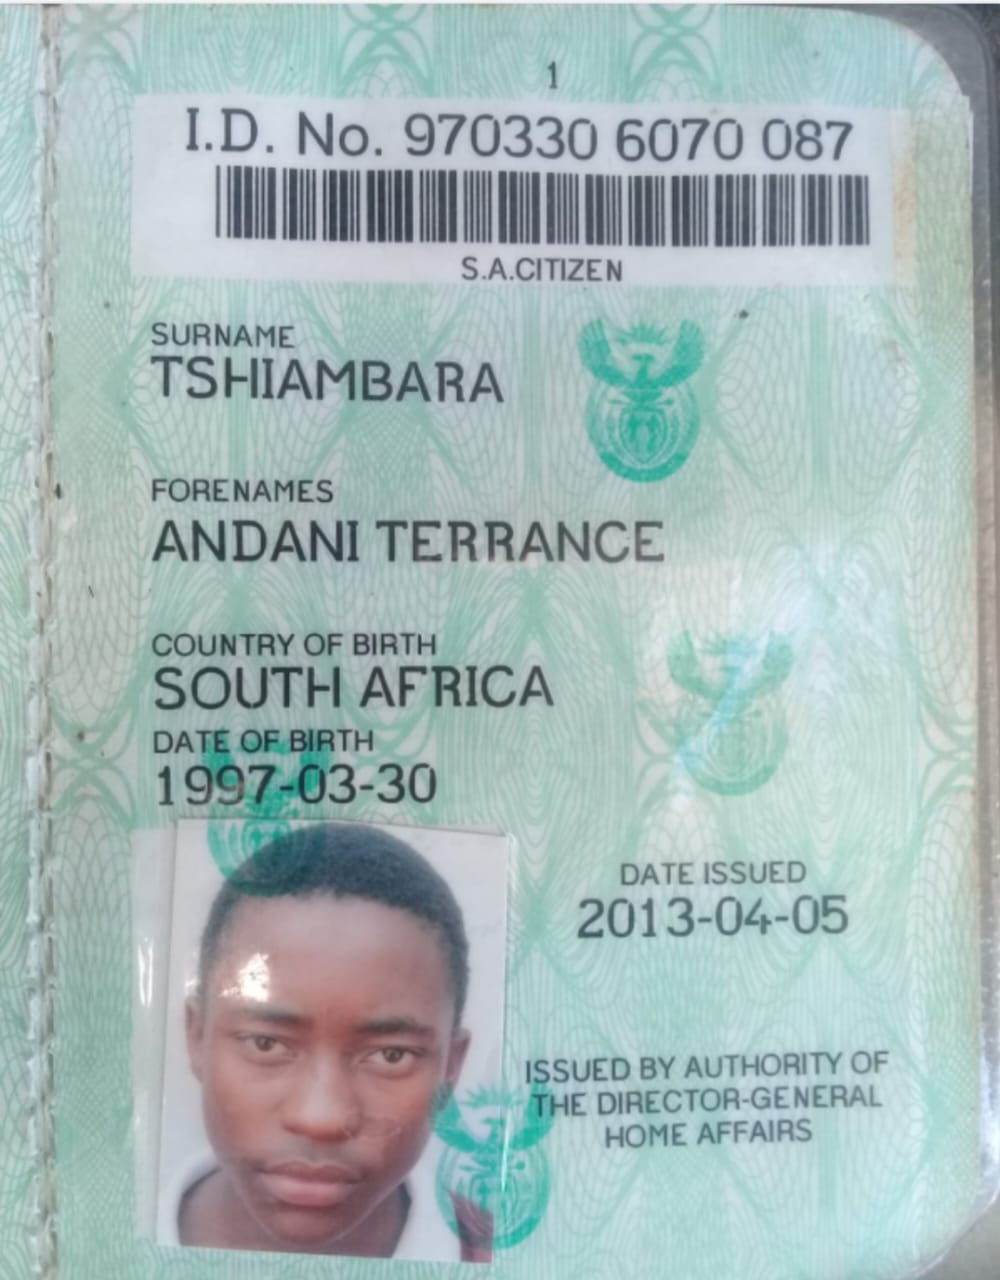 1
I.D. No. 970330 6070 087
S.A.CITIZEN
SURNAME
TSHIAMBARA
FORENAMES
ANDANI TERRANCE
COUNTRY OF BIRTH
SOUTH AFRICA
DATE OF BIRTH
1997-03-30
DATE ISSUED
2013-04-05
ISSUED BY AUTHORITY OF
THE DIRECTOR-GENERAL
HOME AFFAIRS